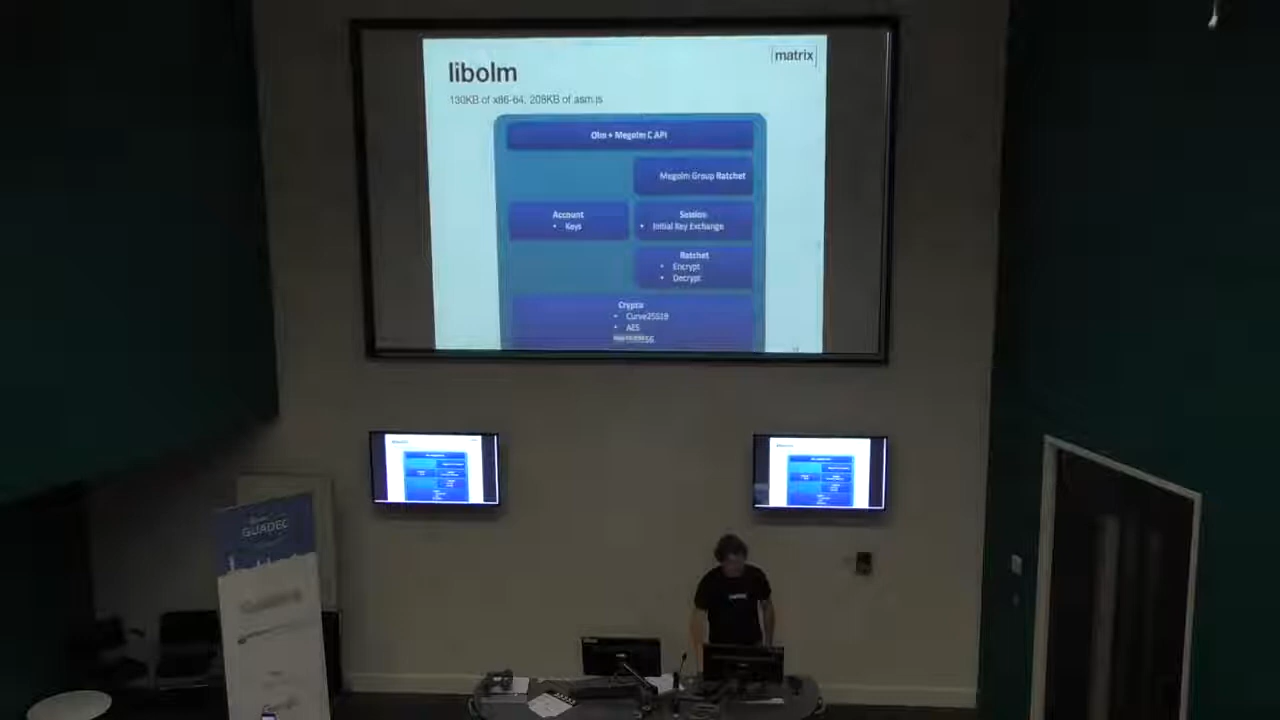 [matrix]
libolm
130KB of x86-64, 208KB of asm.js
Olm + Megolm C API
Megolm Group Ratchet
Account
• Keys
Session
• Initial Key Exchange
Ratchet
• Encrypt
• Decrypt
Crypto
• Curve25519
• AES
GUADEC